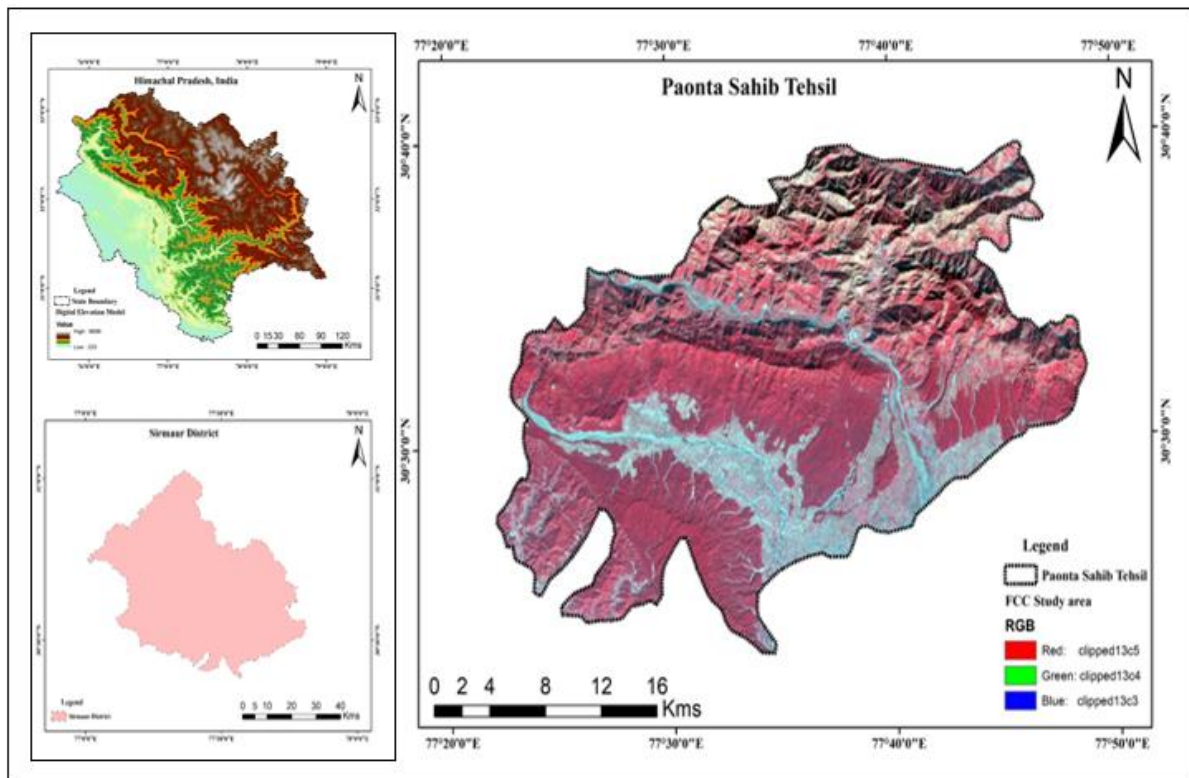 Himachal Pradesh, India
N
Legend
State Boundary
Digital Elevation Model
Value
0 15 30 60 90 120
Kms
Nirmaur District
N
Legend
Nirmaur District
0 5 10 20 30 40
Kms
77°20'0"E 77°30'0"E 77°40'0"E 77°50'0"E
Paonta Sahib Tehsil
N
30°40'0"N 30°40'0"N
30°30'0"N 30°30'0"N
Legend
Paonta Sahib Tehsil
FCC Study area
RGB
Red: clipped13c5
Green: clipped13c4
Blue: clipped13c3
0 2 4 8 12 16
Kms
77°20'0"E 77°30'0"E 77°40'0"E 77°50'0"E